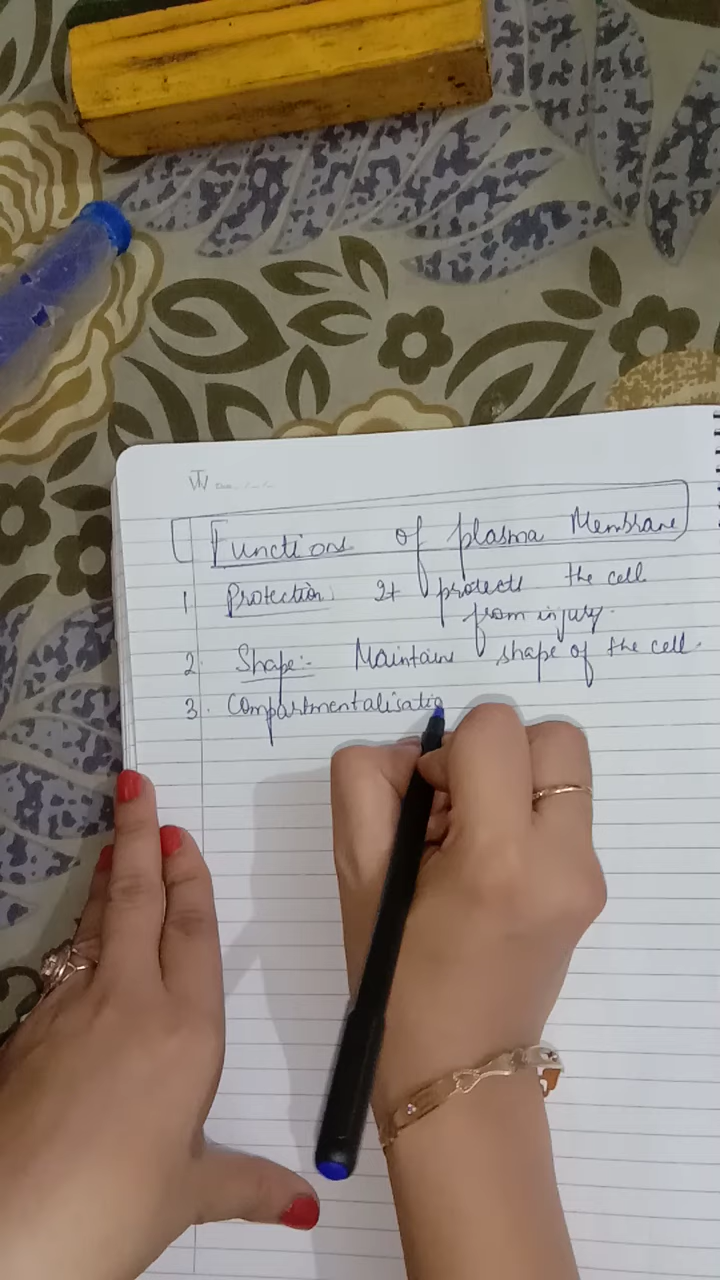 Functions of plasma Membrane
1. Protection: It protects the cell
from injury.
2. Shape:- Maintains shape of the cell.
3. Compartmentalisatio